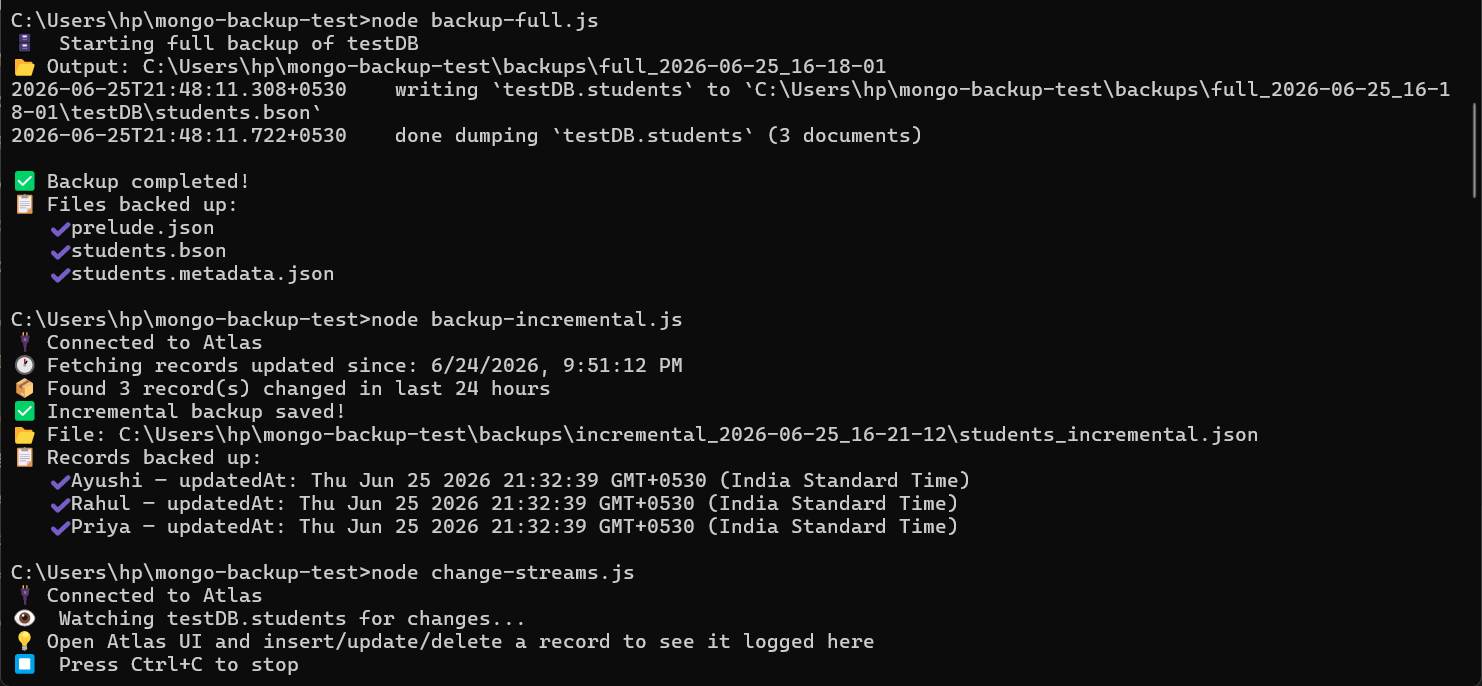 C:\Users\hp\mongo-backup-test>node backup-full.js
Starting full backup of testDB
Output: C:\Users\hp\mongo-backup-test\backups\full_2026-06-25_16-18-01
2026-06-25T21:48:11.308+0530    writing `testDB.students` to `C:\Users\hp\mongo-backup-test\backups\full_2026-06-25_16-1
8-01\testDB\students.bson`
2026-06-25T21:48:11.722+0530    done dumping `testDB.students` (3 documents)
✅ Backup completed!
📋 Files backed up:
✔prelude.json
✔students.bson
✔students.metadata.json
C:\Users\hp\mongo-backup-test>node backup-incremental.js
Connected to Atlas
Fetching records updated since: 6/24/2026, 9:51:12 PM
Found 3 record(s) changed in last 24 hours
✅ Incremental backup saved!
File: C:\Users\hp\mongo-backup-test\backups\incremental_2026-06-25_16-21-12\students_incremental.json
📋 Records backed up:
✔Ayushi — updatedAt: Thu Jun 25 2026 21:32:39 GMT+0530 (India Standard Time)
✔Rahul — updatedAt: Thu Jun 25 2026 21:32:39 GMT+0530 (India Standard Time)
✔Priya — updatedAt: Thu Jun 25 2026 21:32:39 GMT+0530 (India Standard Time)
C:\Users\hp\mongo-backup-test>node change-streams.js
Connected to Atlas
Watching testDB.students for changes...
Open Atlas UI and insert/update/delete a record to see it logged here
Press Ctrl+C to stop